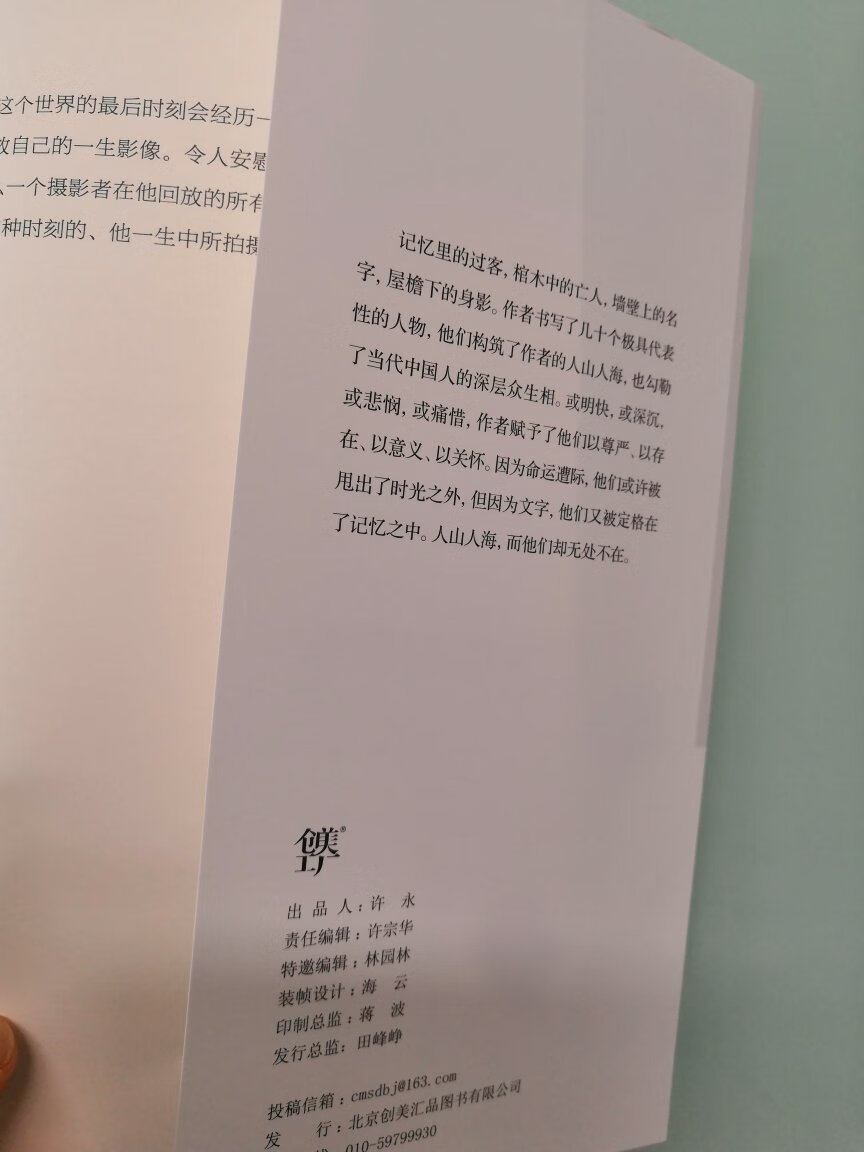 这个世界的最后时刻会经历一
放自己的一生影像。令人安慰
一个摄影者在他回放的所有
种时刻的、他一生中所拍摄
记忆里的过客，棺木中的亡人，墙壁上的名
字，屋檐下的身影。作者书写了几十个极具代表
性的人物，他们构筑了作者的人山人海，也勾勒
了当代中国人的深层众生相。或明快，或深沉，
或悲悯，或痛惜，作者赋予了他们以尊严、以存
在、以意义、以关怀。因为命运遭际，他们或许被
甩出了时光之外，但因为文字，他们又被定格在
了记忆之中。人山人海，而他们却无处不在。
创美工厂®
出 品 人：许 永
责任编辑：许宗华
特邀编辑：林园林
装帧设计：海 云
印制总监：蒋 波
发行总监：田峰峥
投稿信箱：cmsdbj@163.com
发 行：北京创美汇品图书有限公司
010-59799930